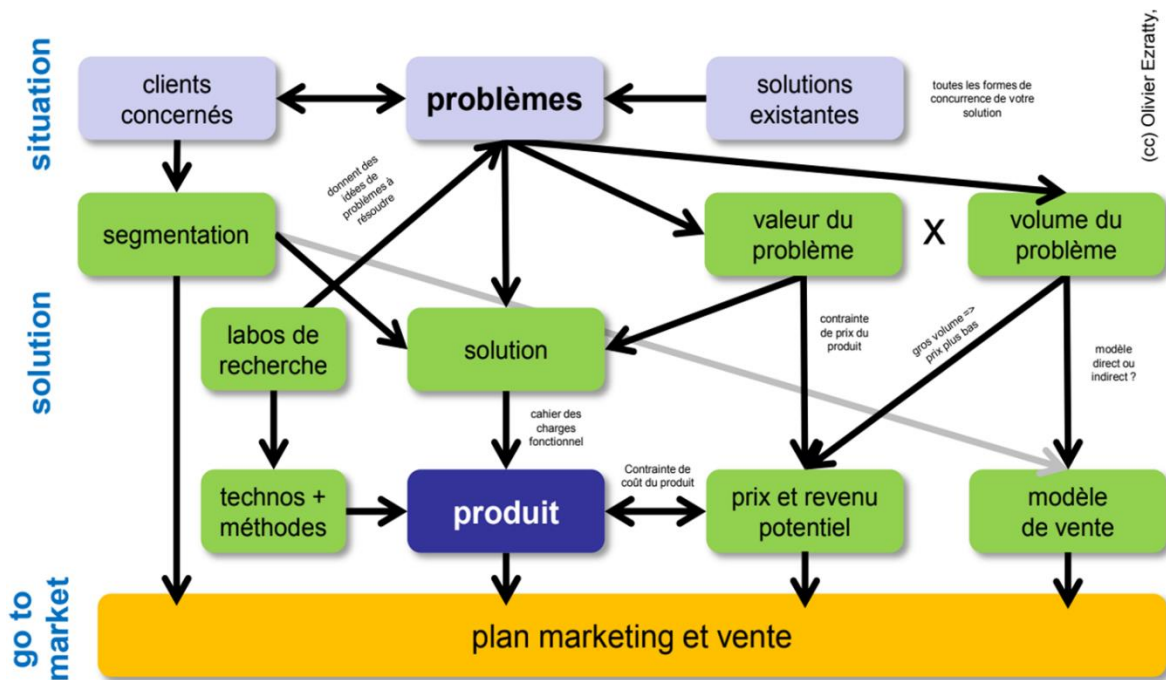 situation
clients
concernés
problèmes
solutions
existantes
toutes les formes de
concurrence de votre
solution
(cc) Olivier Ezratty,
donnent des
idées de
problèmes à
résoudre
segmentation
valeur du
problème
X
volume du
problème
solution
labos de
recherche
solution
contrainte
de prix du
produit
gros volume =>
prix plus bas
modèle
direct ou
indirect ?
cahier des
charges
fonctionnel
technos +
méthodes
produit
Contrainte de
coût du produit
prix et revenu
potentiel
modèle
de vente
go to
market
plan marketing et vente